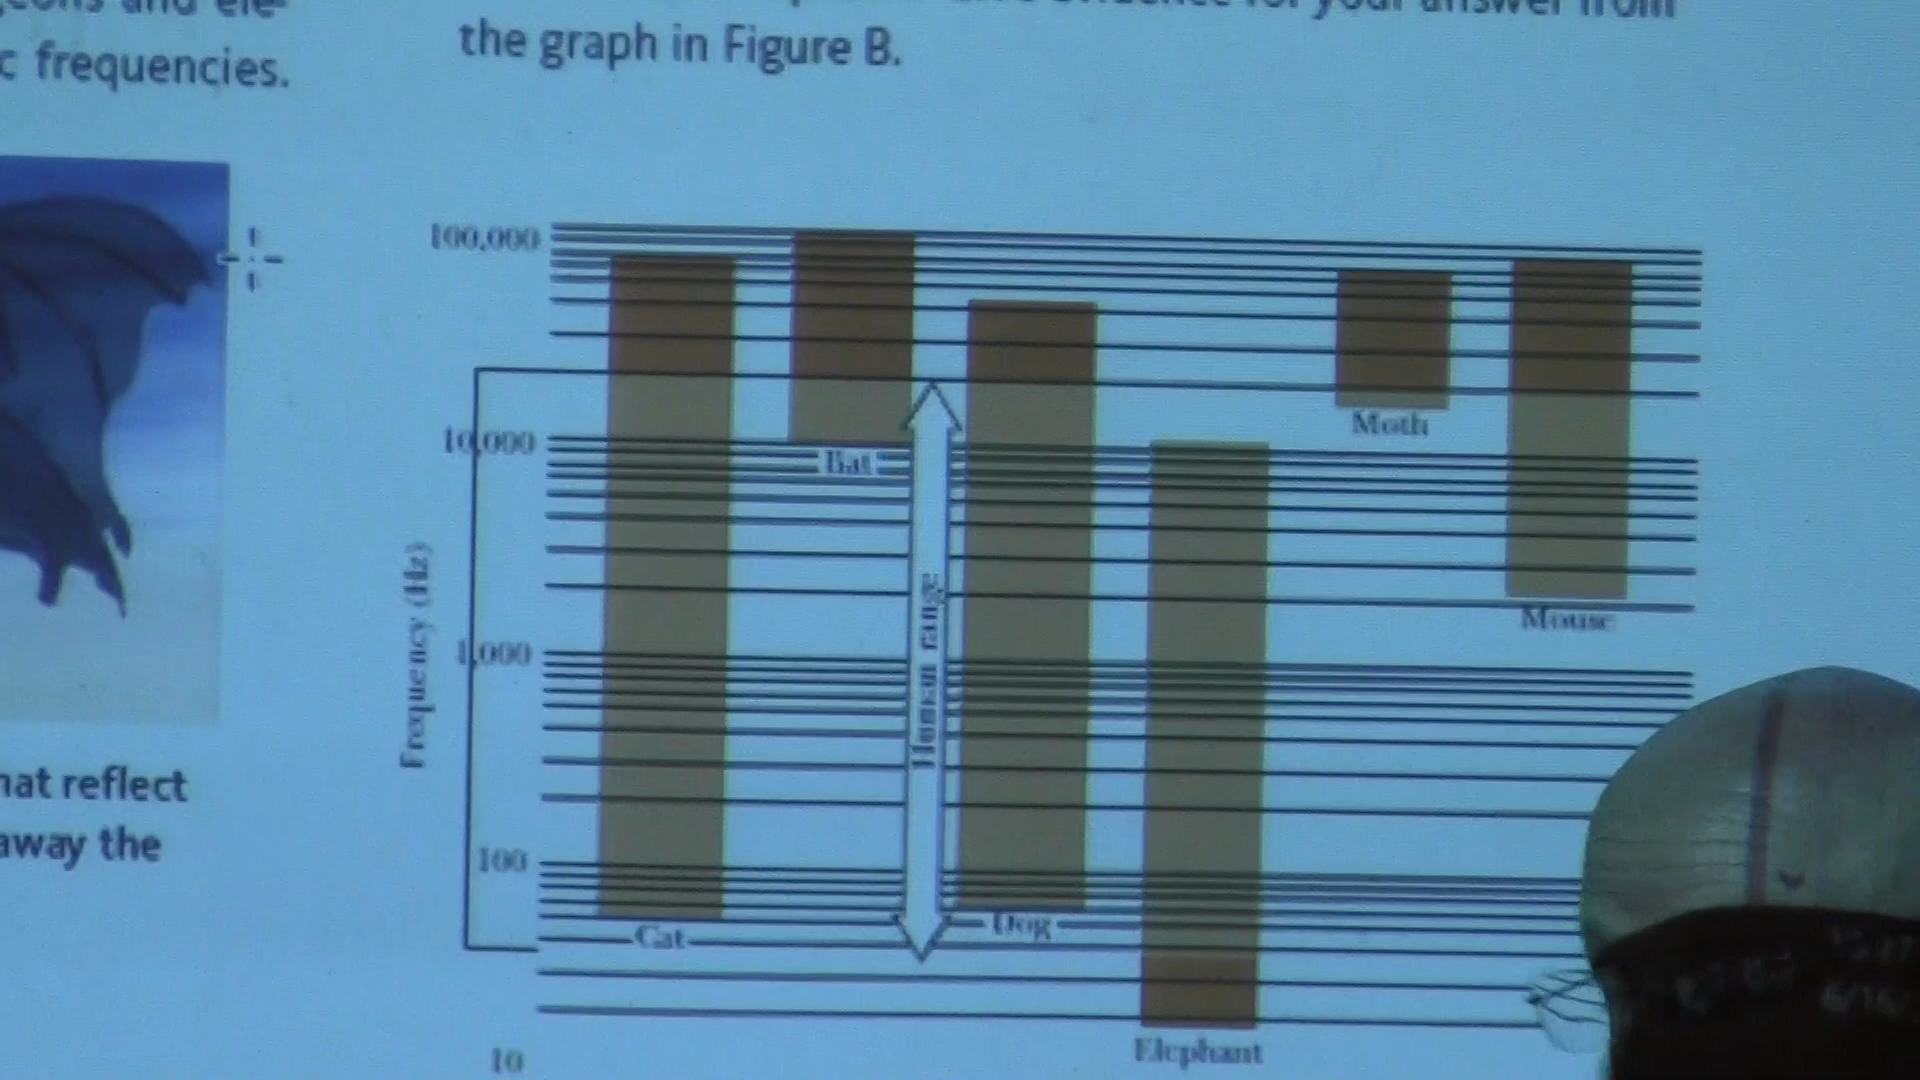 the graph in Figure B.
c frequencies.
100,000
Moth
10,000
Bat
Mouse
Frequency (Hz)
Human range
1,000
hat reflect
away the
100
Cat
Dog
Elephant
10